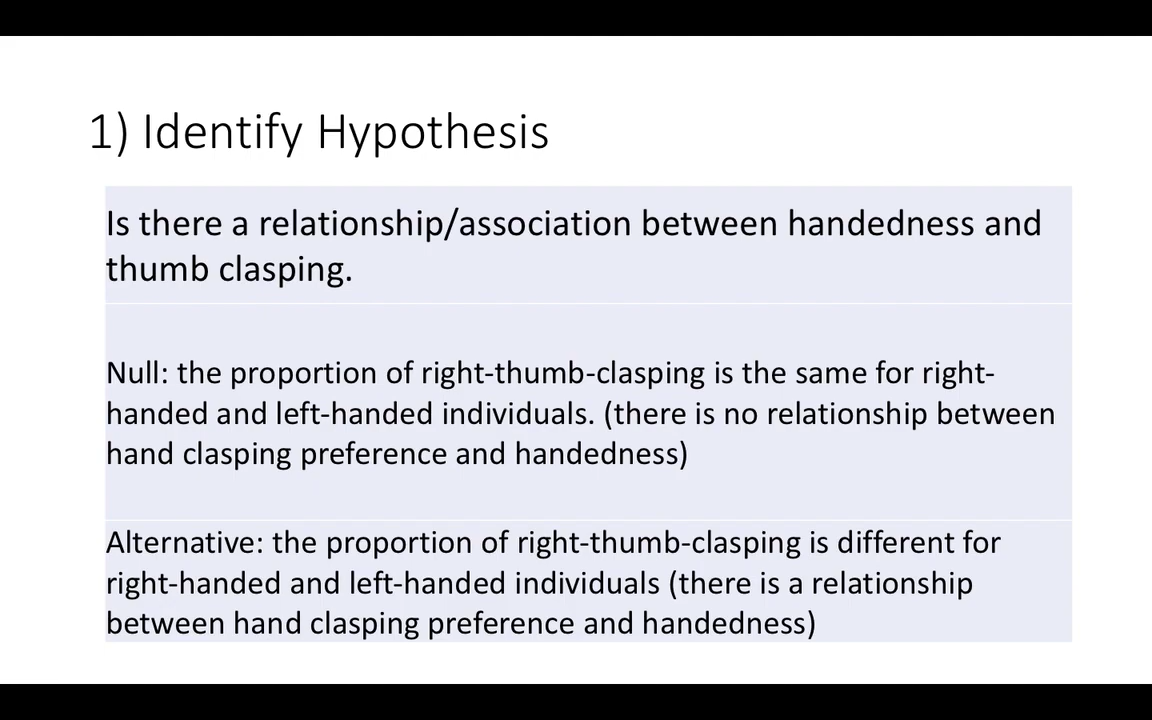 1) Identify Hypothesis
Is there a relationship/association between handedness and
thumb clasping.
Null: the proportion of right-thumb-clasping is the same for right-
handed and left-handed individuals. (there is no relationship between
hand clasping preference and handedness)
Alternative: the proportion of right-thumb-clasping is different for
right-handed and left-handed individuals (there is a relationship
between hand clasping preference and handedness)